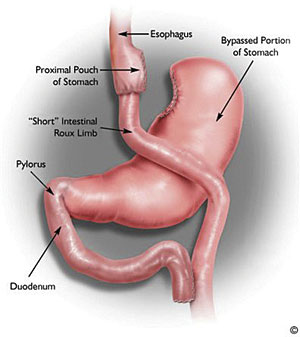 Esophagus
Proximal Pouch
of Stomach
Bypassed Portion
of Stomach
“Short” Intestinal
Roux Limb
Pylorus
Duodenum
©